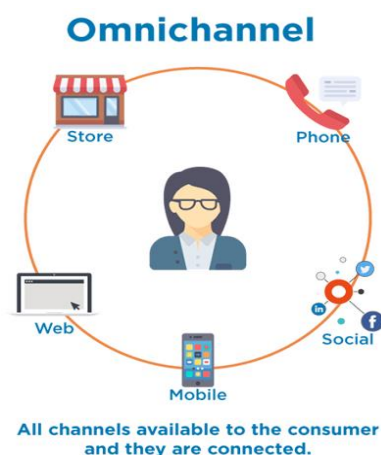 Omnichannel
Store
Phone
Web
Social
Mobile
All channels available to the consumer
and they are connected.